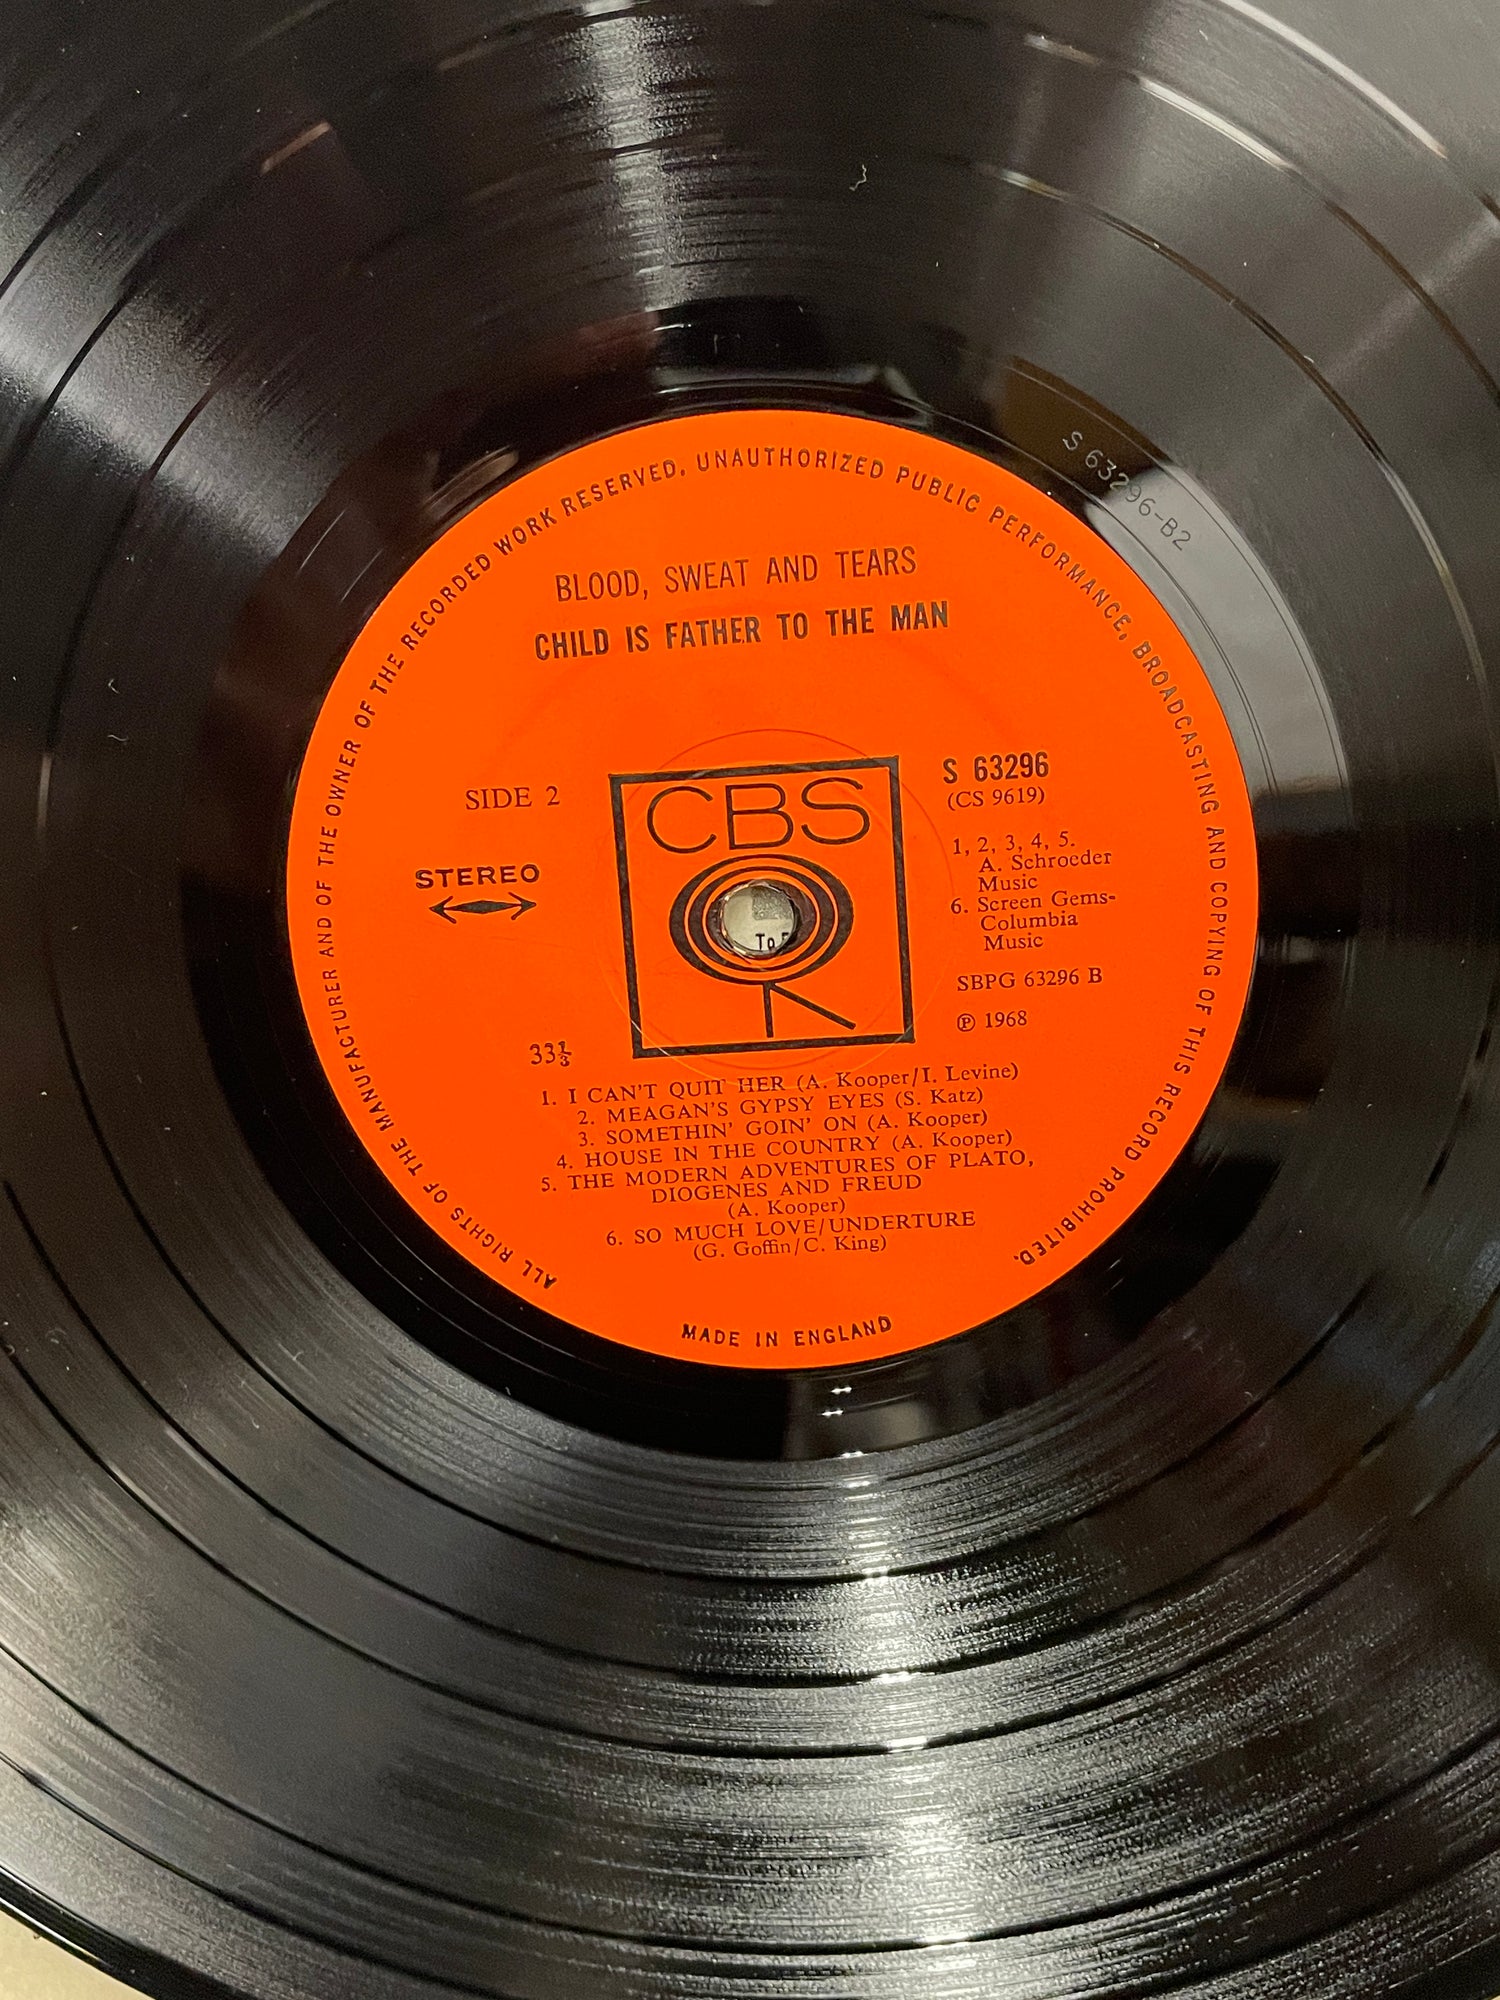 ALL RIGHTS OF THE MANUFACTURER AND OF THE OWNER OF THE RECORDED WORK RESERVED, UNAUTHORIZED PUBLIC PERFORMANCE, BROADCASTING AND COPYING OF THIS RECORD PROHIBITED.
S 63296-B2
BLOOD, SWEAT AND TEARS
CHILD IS FATHER TO THE MAN
SIDE 2
STEREO
CBS
To
S 63296
(CS 9619)
1, 2, 3, 4, 5.
A. Schroeder
Music
6. Screen Gems-
Columbia
Music
SBPG 63296 B
℗ 1968
33⅓
1. I CAN'T QUIT HER (A. Kooper/I. Levine)
2. MEAGAN'S GYPSY EYES (S. Katz)
3. SOMETHIN' GOIN' ON (A. Kooper)
4. HOUSE IN THE COUNTRY (A. Kooper)
5. THE MODERN ADVENTURES OF PLATO,
DIOGENES AND FREUD
(A. Kooper)
6. SO MUCH LOVE/UNDERTURE
(G. Goffin/C. King)
MADE IN ENGLAND